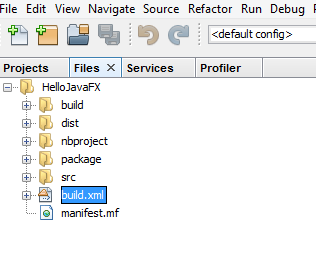 File Edit View Navigate Source Refactor Run Debug
<default config>
Projects Files Services Profiler
HelloJavaFX
build
dist
nbproject
package
src
build.xml
manifest.mf